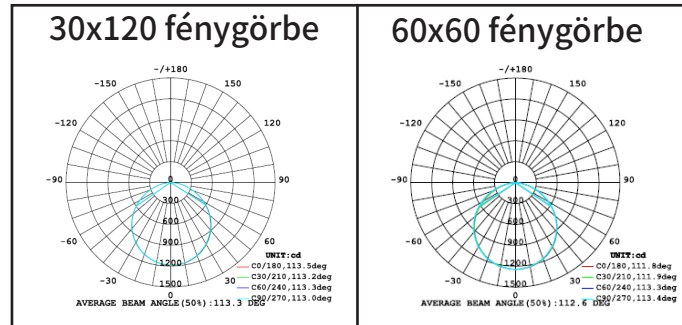 30x120 fénygörbe
-/+180
-150
150
-120
120
-90
90
-60
60
-30
30
0
0
300
600
900
1200
1500
UNIT:cd
C0/180,113.5deg
C30/210,113.2deg
C60/240,113.3deg
C90/270,113.0deg
AVERAGE BEAM ANGLE(50%):113.3 DEG
60x60 fénygörbe
-/+180
-150
150
-120
120
-90
90
-60
60
-30
30
0
0
300
600
900
1200
1500
UNIT:cd
C0/180,111.8deg
C30/210,111.9deg
C60/240,113.3deg
C90/270,113.4deg
AVERAGE BEAM ANGLE(50%):112.6 DEG